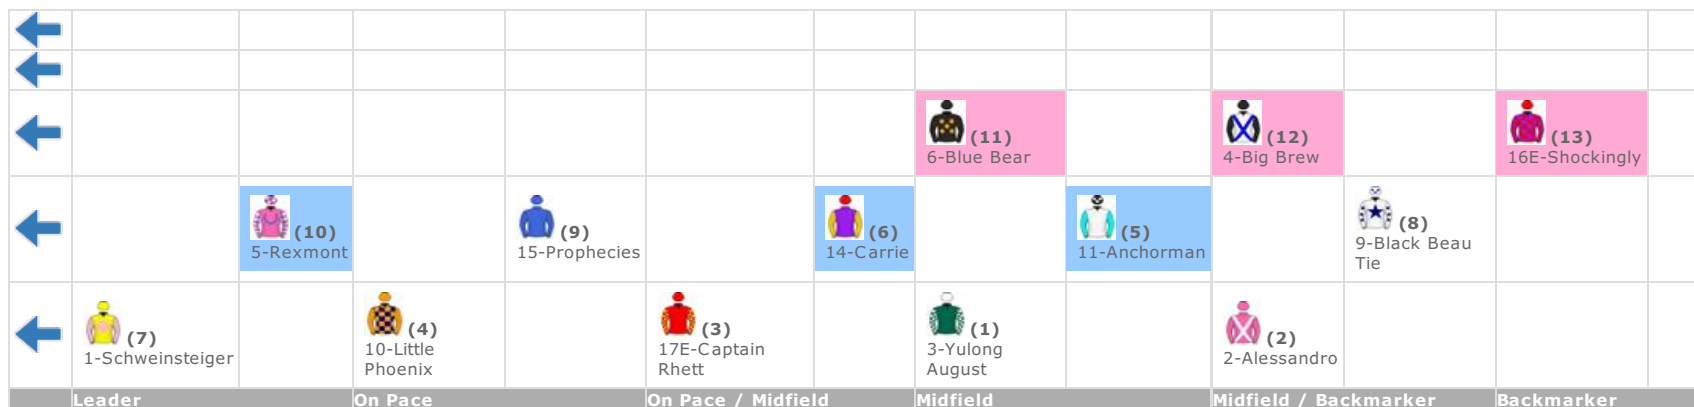 (11)
6-Blue Bear
(12)
4-Big Brew
(13)
16E-Shockingly
(10)
5-Rexmont
(9)
15-Prophecies
(6)
14-Carrie
(5)
11-Anchorman
(8)
9-Black Beau
Tie
(7)
1-Schweinsteiger
(4)
10-Little
Phoenix
(3)
17E-Captain
Rhett
(1)
3-Yulong
August
(2)
2-Alessandro
Leader
On Pace
On Pace / Midfield
Midfield
Midfield / Backmarker
Backmarker